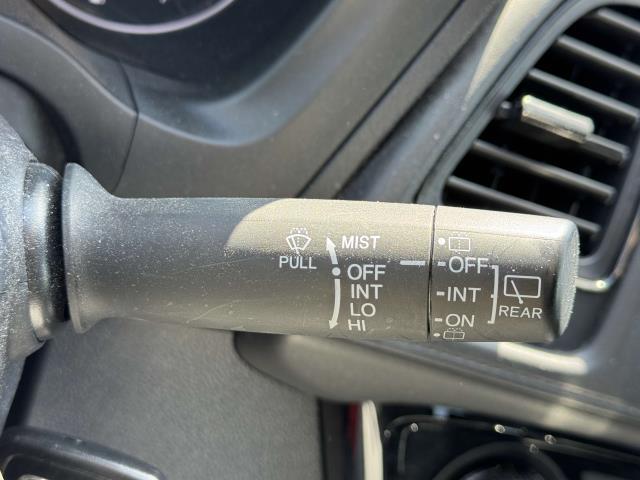 MIST
PULL
OFF
INT
LO
HI
OFF
INT
ON
REAR